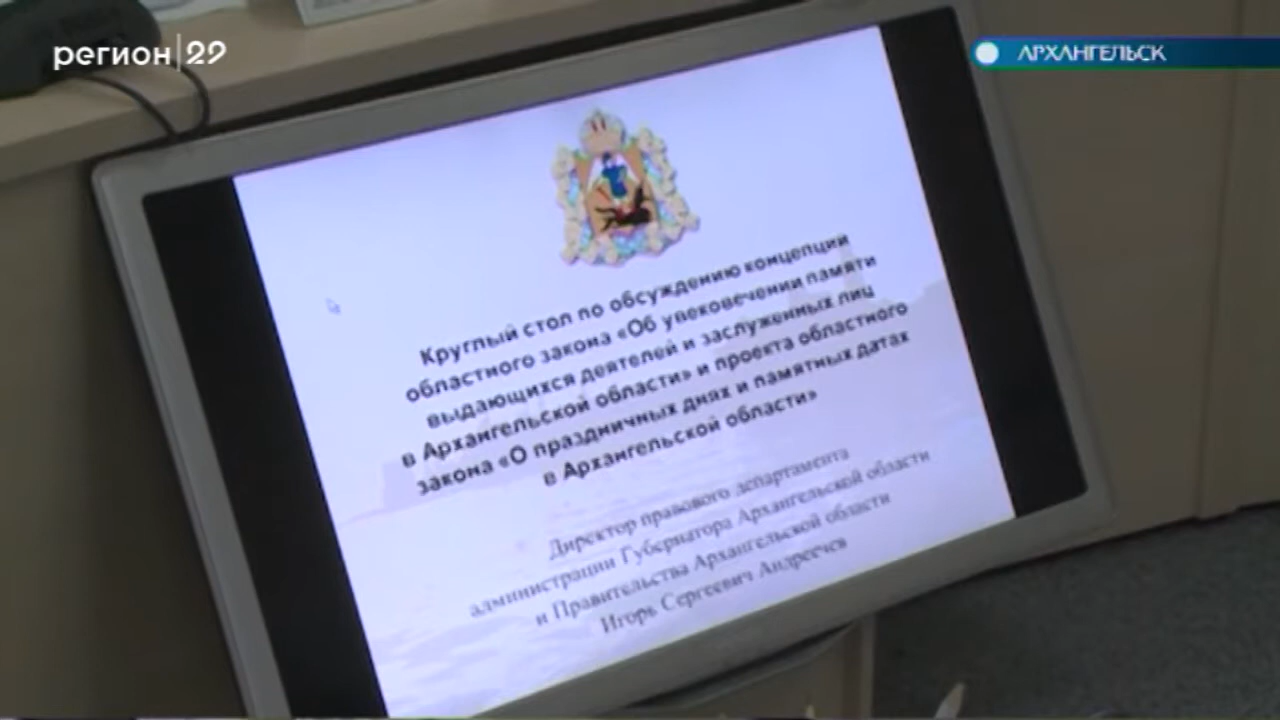 регион|29
АРХАНГЕЛЬСК
Круглый стол по обсуждению концепций
областного закона «Об увековечении памяти
выдающихся деятелей и заслуженных лиц
в Архангельской области» и проекта областного
закона «О праздничных днях и памятных датах
в Архангельской области»
Директор правового департамента
администрации Губернатора Архангельской области
и Правительства Архангельской области
Игорь Сергеевич Андреечев